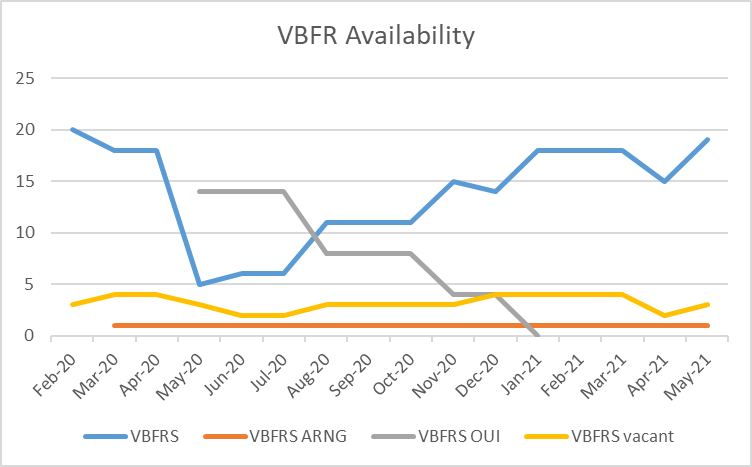 VBFR Availability
25
20
15
10
5
0
Feb-20 Mar-20 Apr-20 May-20 Jun-20 Jul-20 Aug-20 Sep-20 Oct-20 Nov-20 Dec-20 Jan-21 Feb-21 Mar-21 Apr-21 May-21
VBFRS VBFRS ARNG VBFRS OUI VBFRS vacant